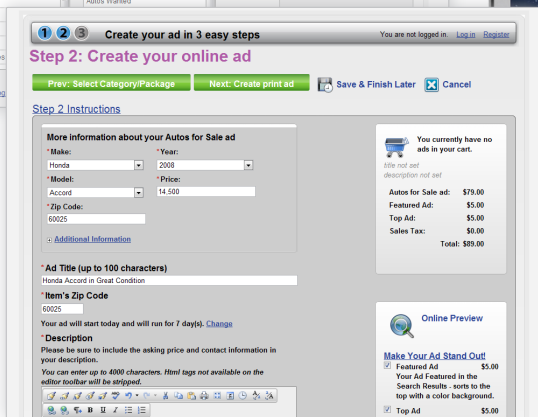 Autos Wanted
1 2 3 Create your ad in 3 easy steps You are not logged in. Log in Register
Step 2: Create your online ad
Prev: Select Category/Package Next: Create print ad Save & Finish Later Cancel
Step 2 Instructions
More information about your Autos for Sale ad
*Make: *Year:
Honda 2008
*Model: *Price:
Accord 14,500
*Zip Code:
60025
Additional Information
*Ad Title (up to 100 characters)
Honda Accord in Great Condition
*Item's Zip Code
60025
Your ad will start today and will run for 7 day(s). Change
*Description
Please be sure to include the asking price and contact information in
your description.
You can enter up to 4000 characters. Html tags not available on the
editor toolbar will be stripped.
B U I
You currently have no
ads in your cart.
title not set
description not set
Autos for Sale ad: $79.00
Featured Ad: $5.00
Top Ad: $5.00
Sales Tax: $0.00
Total: $89.00
Online Preview
Make Your Ad Stand Out!
Featured Ad $5.00
Your Ad Featured in the
Search Results - sorts to the
top with a color background.
Top Ad $5.00